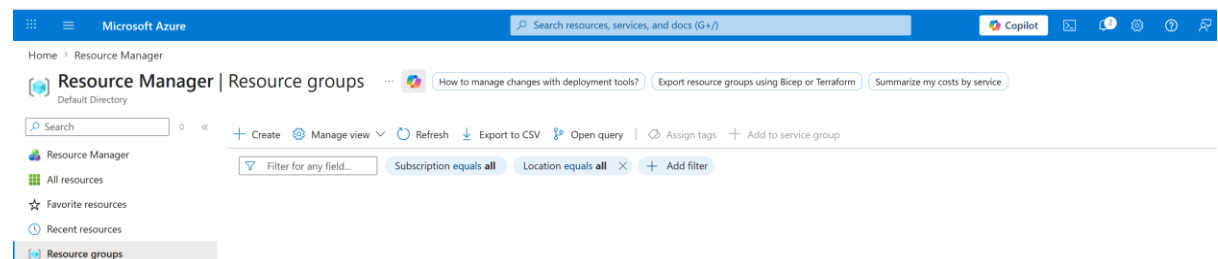 Microsoft Azure
Search resources, services, and docs (G+/)
Copilot
2
Home > Resource Manager
Resource Manager | Resource groups ...
How to manage changes with deployment tools?
Export resource groups using Bicep or Terraform
Summarize my costs by service
Default Directory
Search
Create
Manage view
Refresh
Export to CSV
Open query
Assign tags
Add to service group
Resource Manager
Filter for any field...
Subscription equals all
Location equals all
Add filter
All resources
Favorite resources
Recent resources
Resource groups